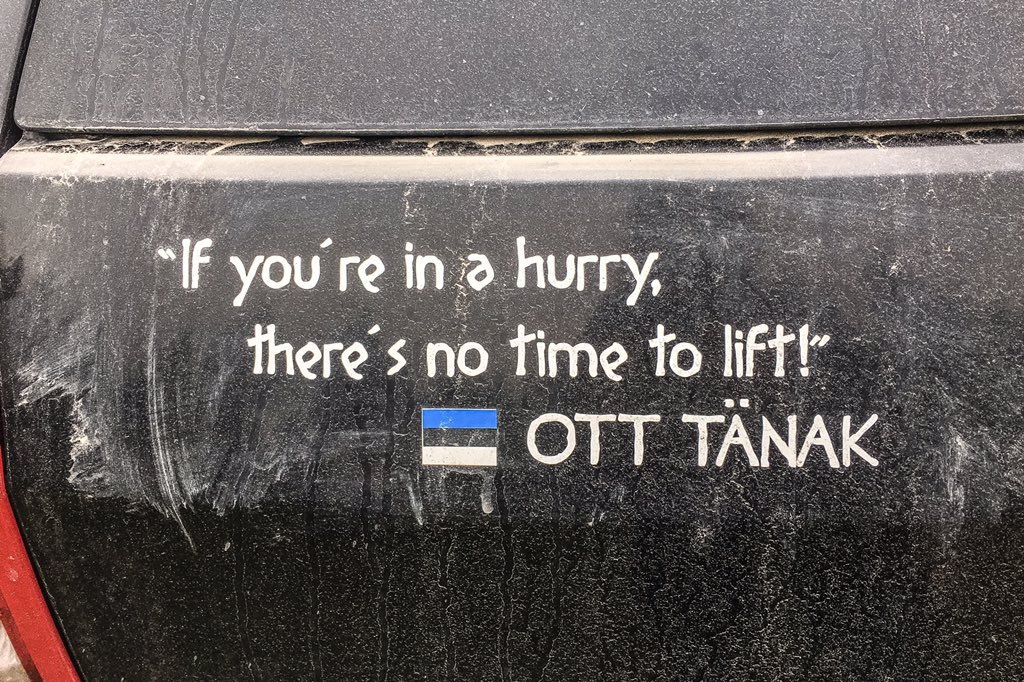 “If you´re in a hurry,
there´s no time to lift!”
OTT TÄNAK